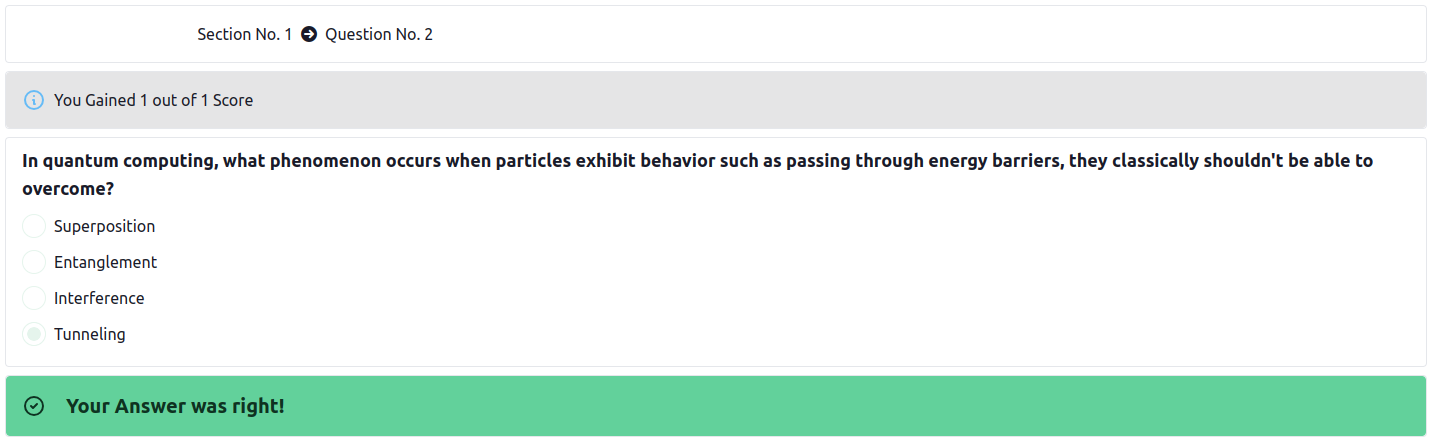 Section No. 1 Question No. 2
You Gained 1 out of 1 Score
In quantum computing, what phenomenon occurs when particles exhibit behavior such as passing through energy barriers, they classically shouldn't be able to
overcome?
Superposition
Entanglement
Interference
Tunneling
Your Answer was right!